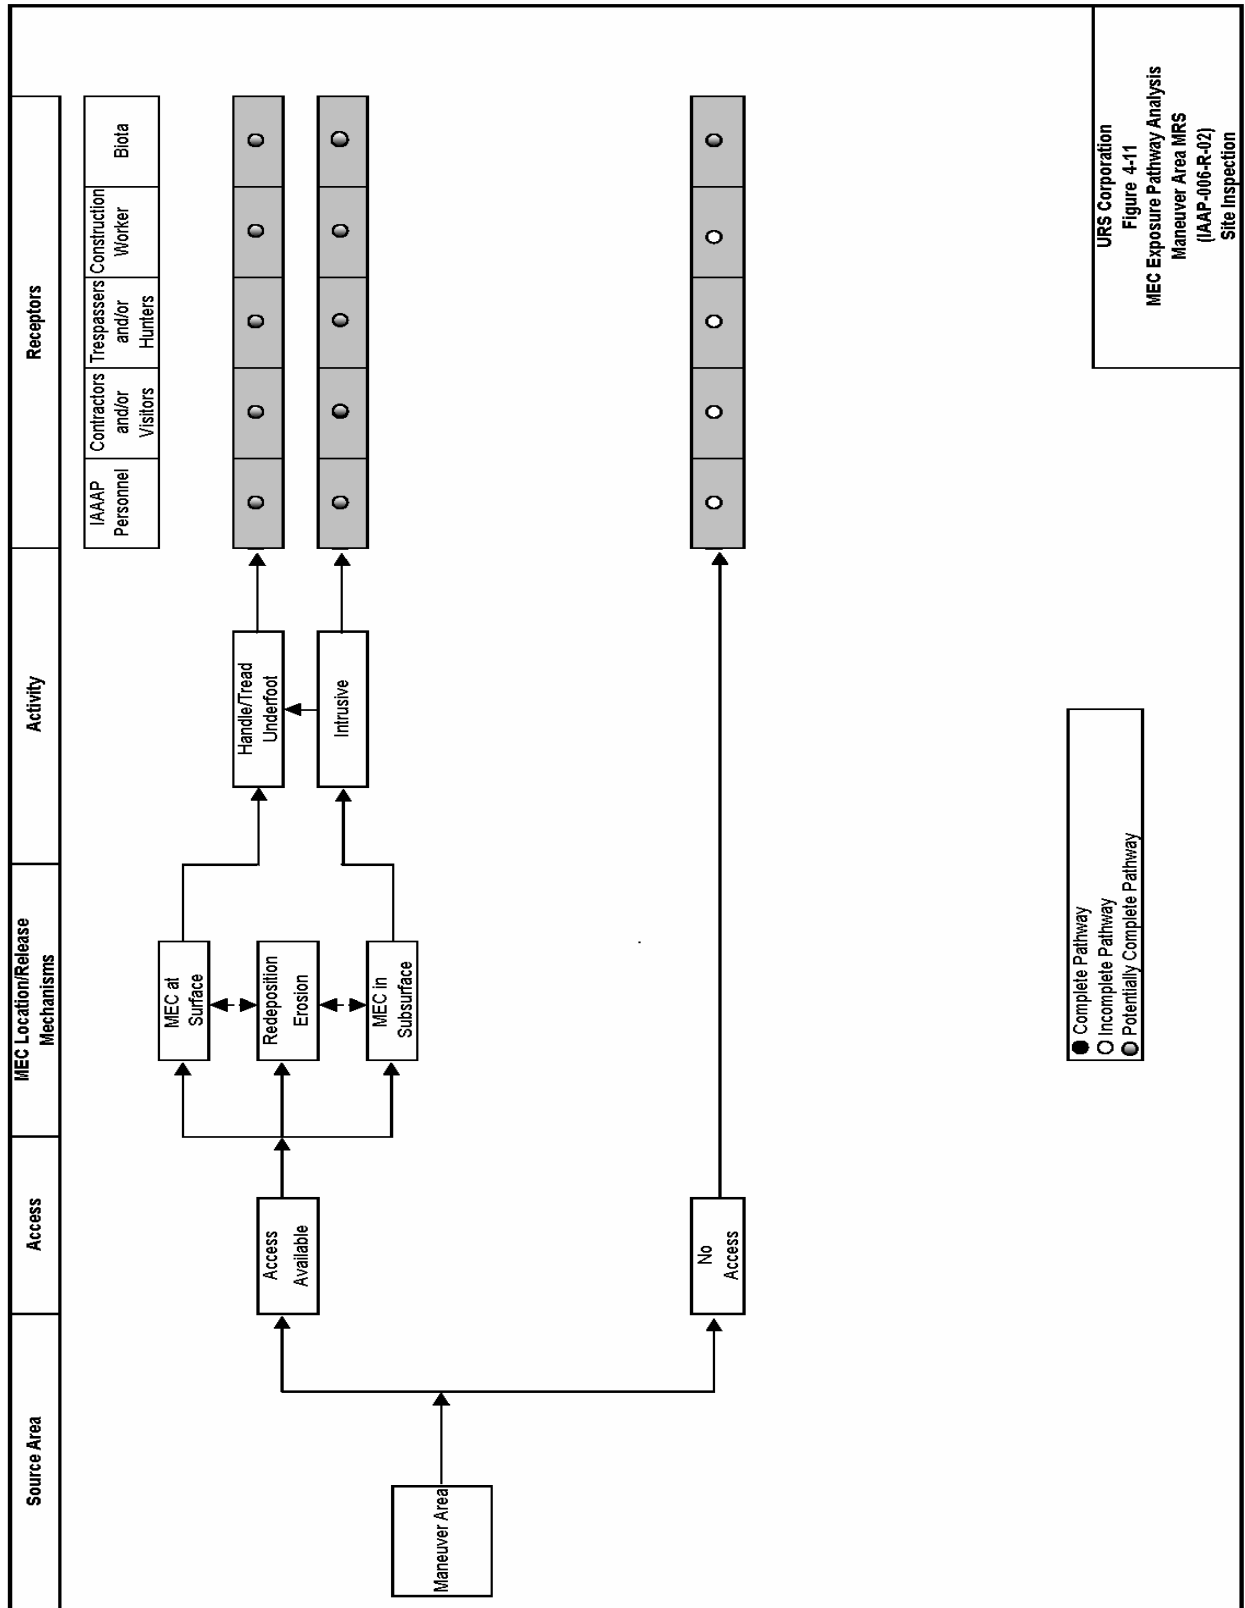 Source Area
Access
MEC Location/Release
Mechanisms
Activity
Receptors
IAAAP
Personnel
Contractors
and/or
Visitors
Trespassers
and/or
Hunters
Construction
Worker
Biota
Maneuver Area
Access
Available
No
Access
MEC at
Surface
Redeposition
Erosion
MEC in
Subsurface
Handle/Tread
Underfoot
Intrusive
Complete Pathway
Incomplete Pathway
Potentially Complete Pathway
URS Corporation
Figure 4-11
MEC Exposure Pathway Analysis
Maneuver Area MRS
(IAAP-006-R-02)
Site Inspection